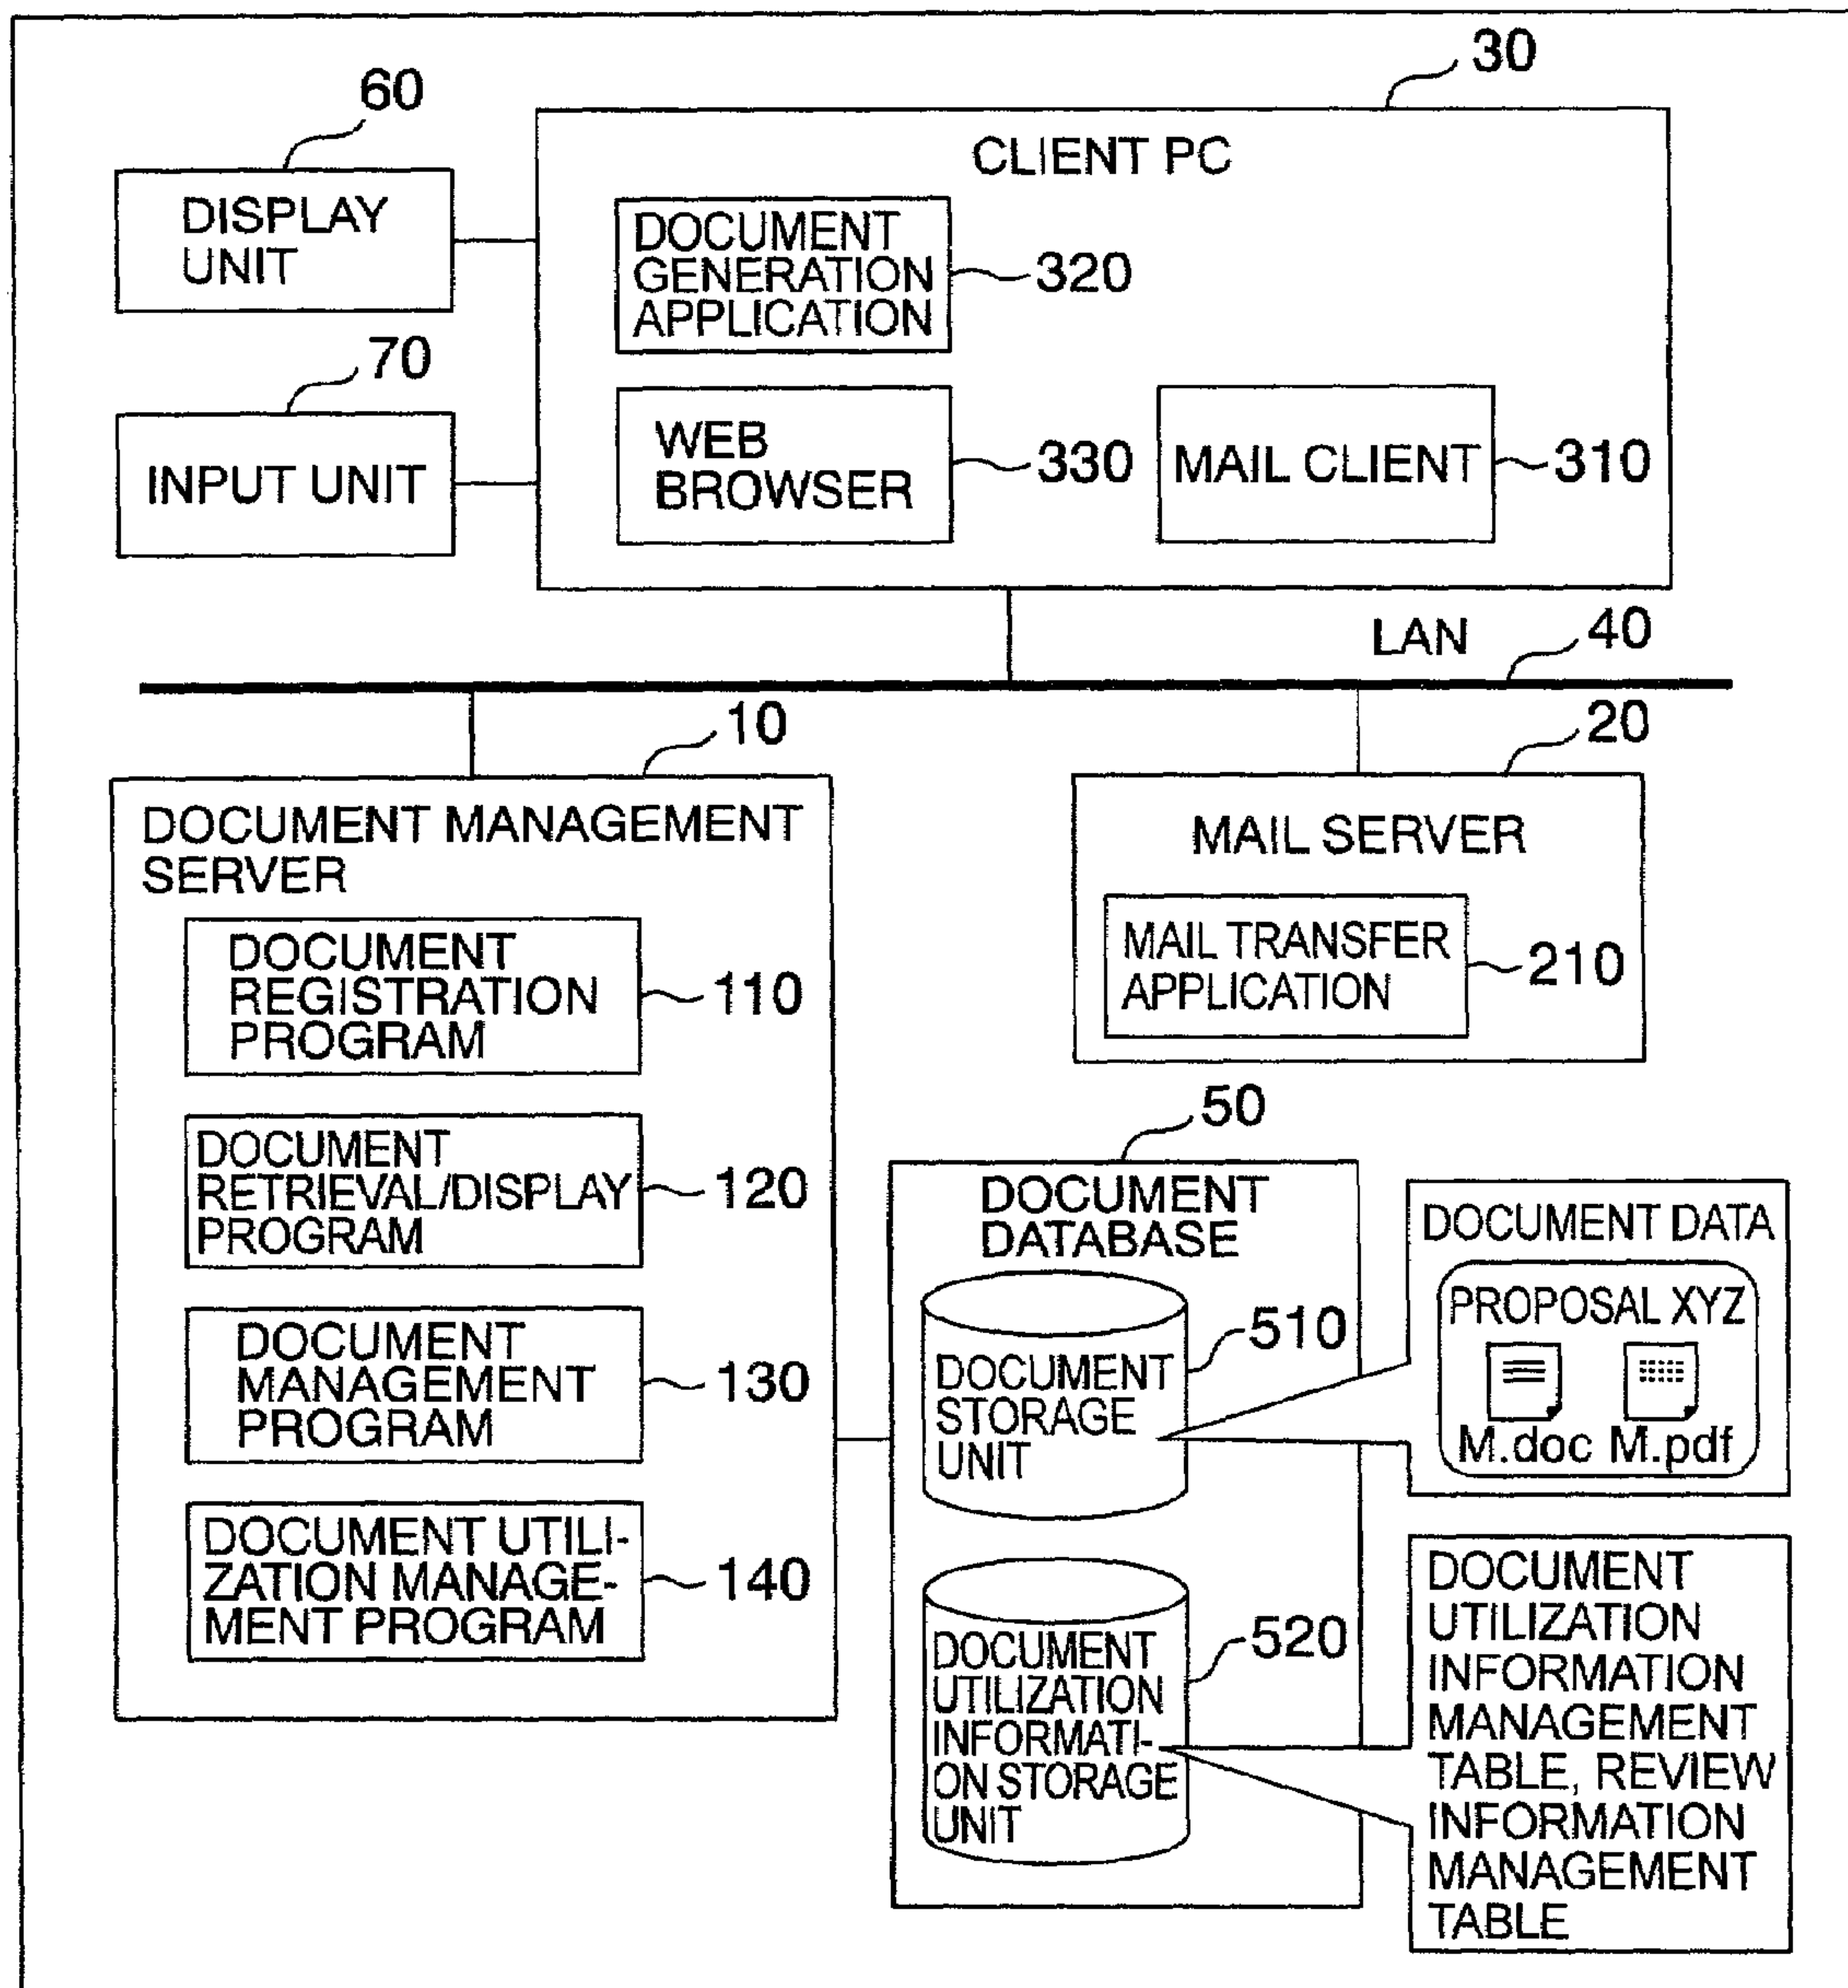 30
60
CLIENT PC
DISPLAY
UNIT
DOCUMENT
GENERATION
APPLICATION
320
70
INPUT UNIT
WEB
BROWSER
330
MAIL CLIENT
310
LAN
40
10
20
DOCUMENT MANAGEMENT
SERVER
MAIL SERVER
DOCUMENT
REGISTRATION
PROGRAM
110
MAIL TRANSFER
APPLICATION
210
DOCUMENT
RETRIEVAL/DISPLAY
PROGRAM
120
DOCUMENT
MANAGEMENT
PROGRAM
130
DOCUMENT UTILI-
ZATION MANAGE-
MENT PROGRAM
140
50
DOCUMENT
DATABASE
DOCUMENT
STORAGE
UNIT
510
DOCUMENT DATA
PROPOSAL XYZ
M.doc M.pdf
DOCUMENT
UTILIZATION
INFORMATI-
ON STORAGE
UNIT
520
DOCUMENT
UTILIZATION
INFORMATION
MANAGEMENT
TABLE, REVIEW
INFORMATION
MANAGEMENT
TABLE